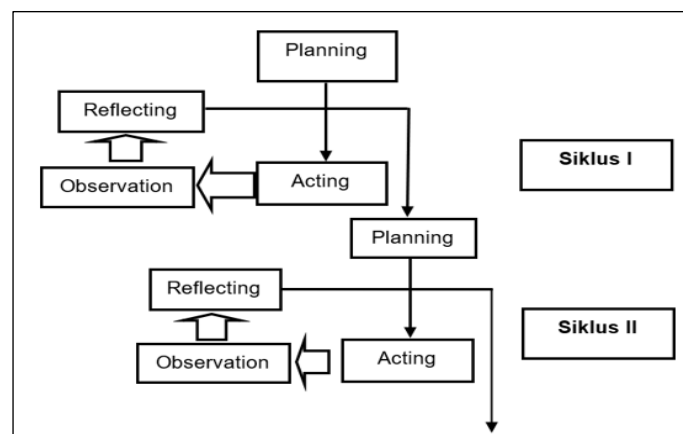 Planning
Reflecting
Siklus I
Observation
Acting
Planning
Reflecting
Siklus II
Observation
Acting